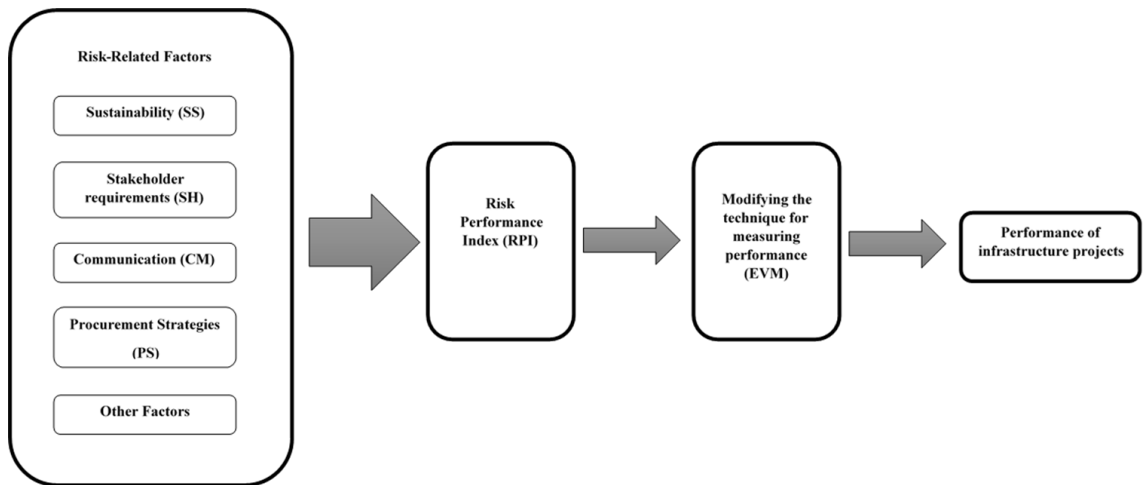 Risk-Related Factors
Sustainability (SS)
Stakeholder
requirements (SH)
Communication (CM)
Procurement Strategies
(PS)
Other Factors
Risk
Performance
Index (RPI)
Modifying the
technique for
measuring
performance
(EVM)
Performance of
infrastructure projects